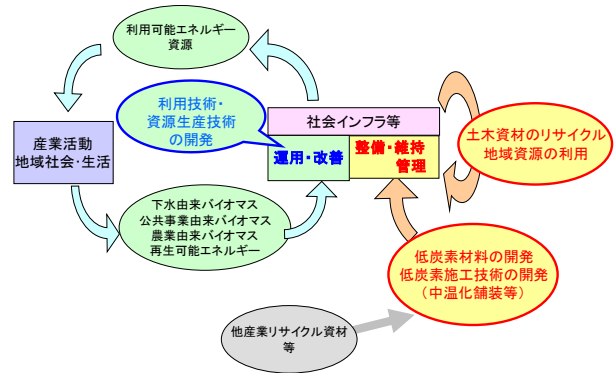 利用可能エネルギー
資源
利用技術・
資源生産技術
の開発
社会インフラ等
運用・改善
整備・維持
管理
土木資材のリサイクル
地域資源の利用
産業活動
地域社会・生活
下水由来バイオマス
公共事業由来バイオマス
農業由来バイオマス
再生可能エネルギー
低炭素材料の開発
低炭素施工技術の開発
（中温化舗装等）
他産業リサイクル資材
等